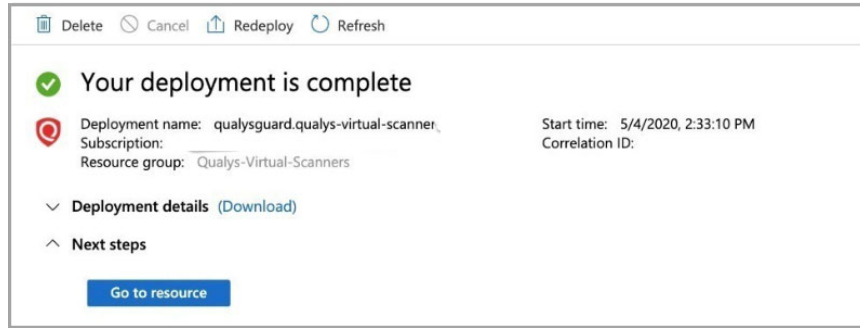 Delete Cancel Redeploy Refresh
Your deployment is complete
Deployment name: qualysguard.qualys-virtual-scanner Start time: 5/4/2020, 2:33:10 PM
Subscription: Correlation ID:
Resource group: Qualys-Virtual-Scanners
Deployment details (Download)
Next steps
Go to resource